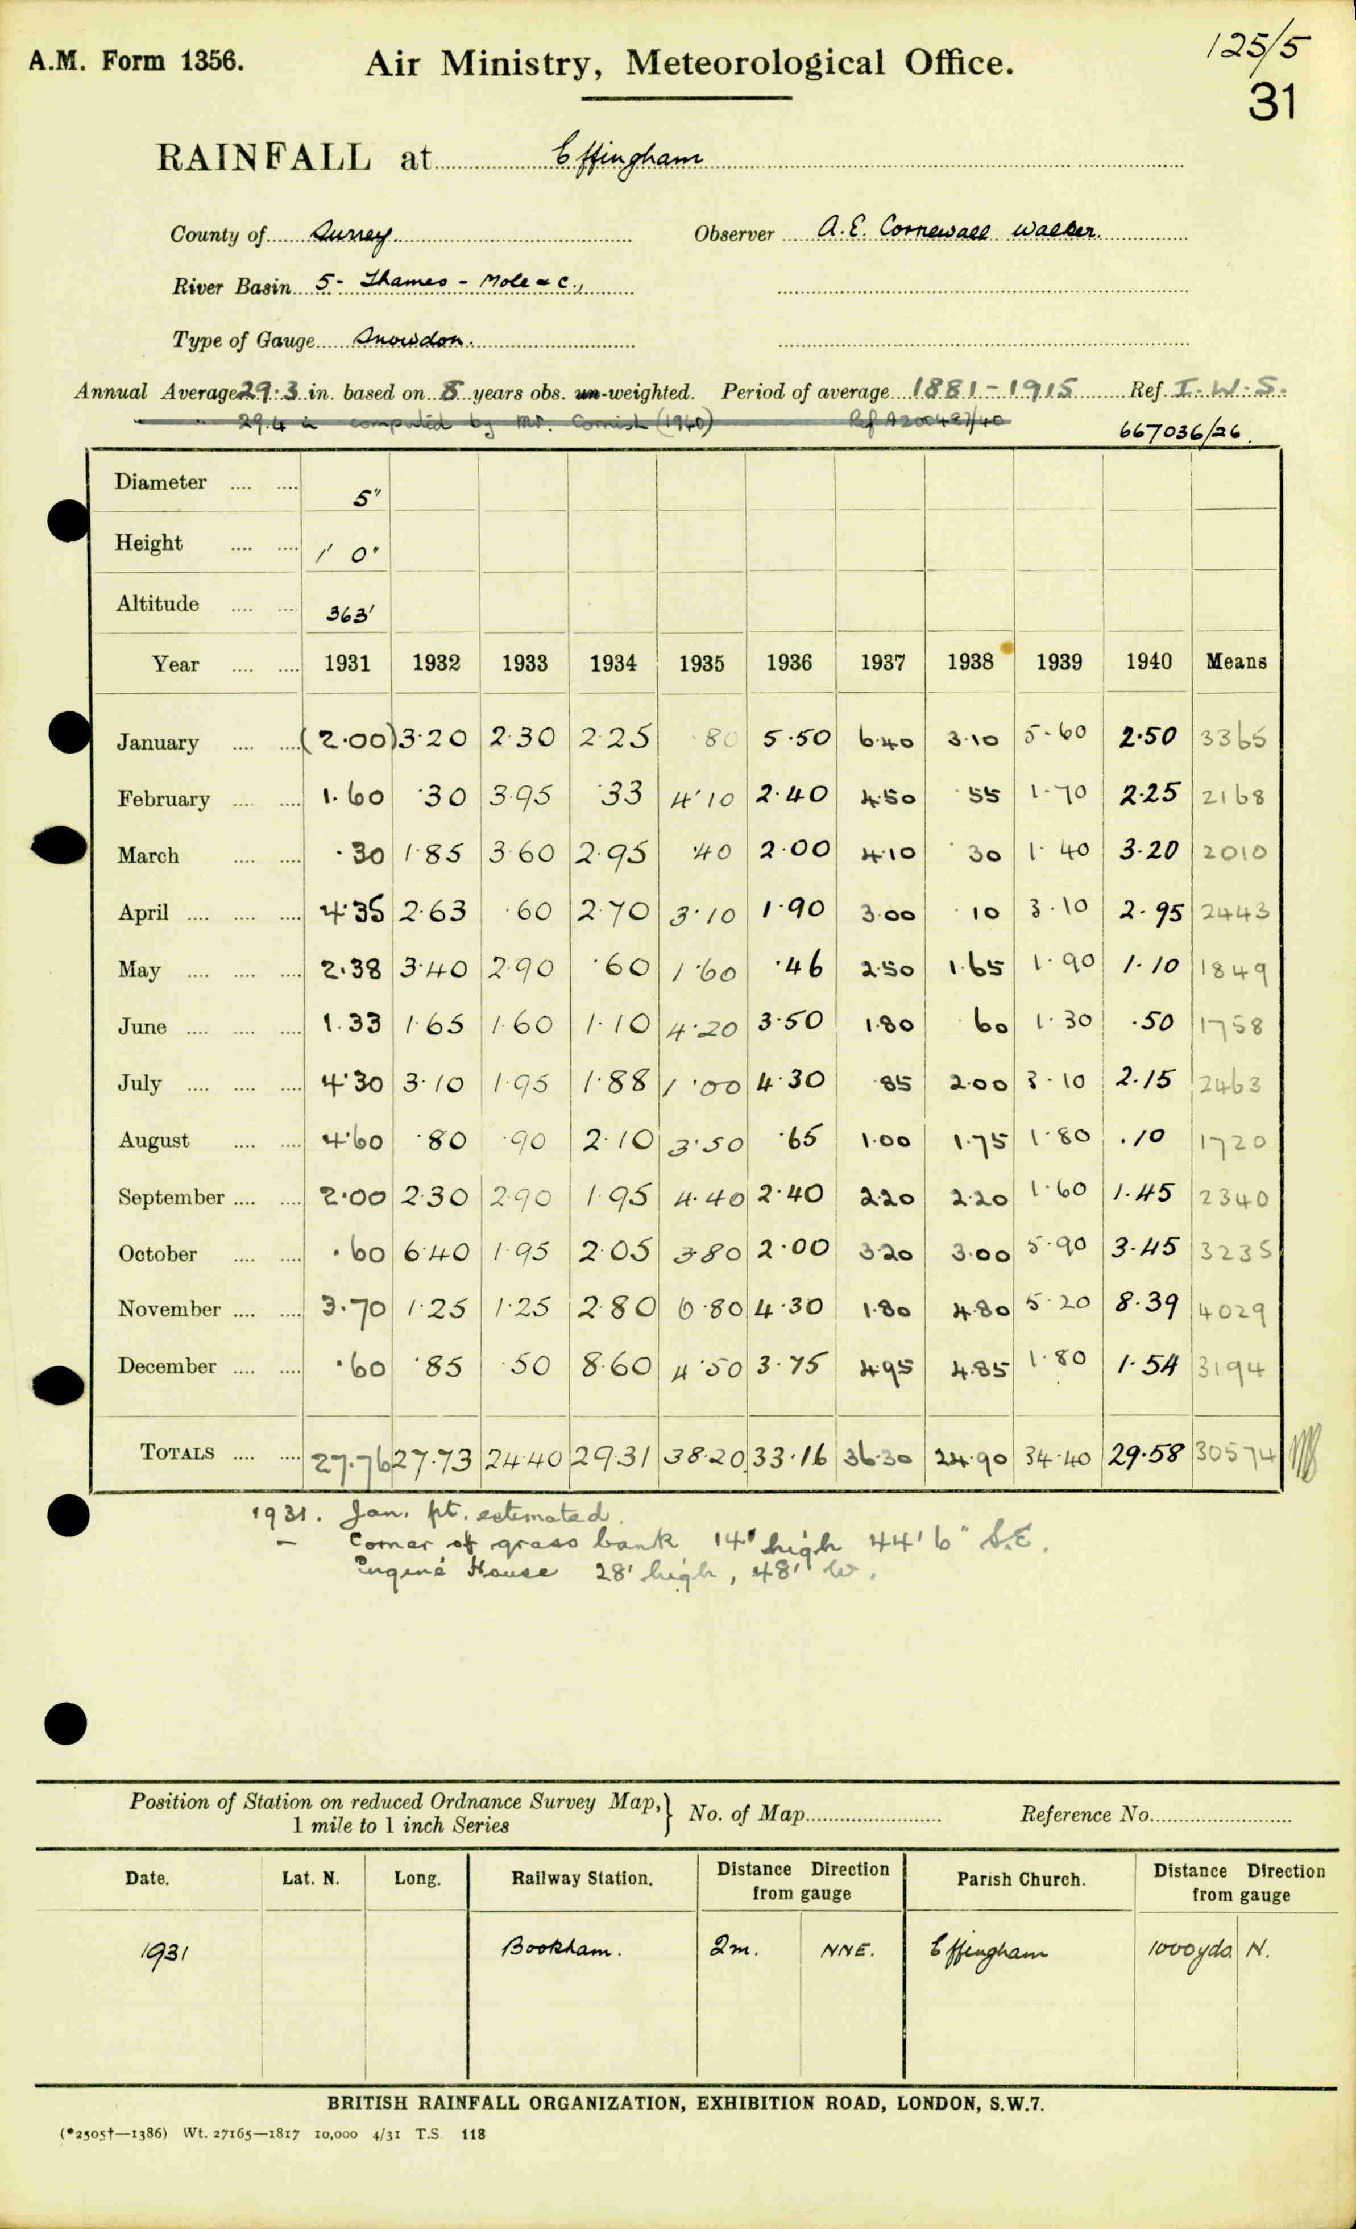 A.M. Form 1356.
Air Ministry, Meteorological Office.
125/5
31
RAINFALL at Effingham
County of Surrey Observer A.E. Cornewall Walker.
River Basin 5 - Thames - Mole &c.,
Type of Gauge Snowdon.
Annual Average 29.3 in. based on 8 years obs. un-weighted. Period of average 1881-1915 Ref. I.W.S.
29.4 in computed by Mr. Cornish (1940) Ref A200487/40
667036/26.
Diameter .... .... 5"
Height .... .... 1' 0"
Altitude .... .... 363'
Year .... .... 1931 1932 1933 1934 1935 1936 1937 1938 1939 1940 Means
January .... .... (2.00) 3.20 2.30 2.25 .80 5.50 6.40 3.10 5.60 2.50 3365
February .... .... 1.60 .30 3.95 .33 4.10 2.40 4.50 .55 1.70 2.25 2168
March .... .... .30 1.85 3.60 2.95 .40 2.00 4.10 .30 1.40 3.20 2010
April .... .... .... 4.35 2.63 .60 2.70 3.10 1.90 3.00 .10 3.10 2.95 2443
May .... .... .... 2.38 3.40 2.90 .60 1.60 .46 2.50 1.65 1.90 1.10 1849
June .... .... .... 1.33 1.65 1.60 1.10 4.20 3.50 1.80 .60 1.30 .50 1758
July .... .... .... 4.30 3.10 1.95 1.88 1.00 4.30 .85 2.00 3.10 2.15 2463
August .... .... 4.60 .80 .90 2.10 3.50 .65 1.00 1.75 1.80 .10 1720
September .... .... 2.00 2.30 2.90 1.95 4.40 2.40 2.20 2.20 1.60 1.45 2340
October .... .... .60 6.40 1.95 2.05 3.80 2.00 3.20 3.00 5.90 3.45 3235
November .... .... 3.70 1.25 1.25 2.80 6.80 4.30 1.80 4.80 5.20 8.39 4029
December .... .... .60 .85 .50 8.60 4.50 3.75 4.95 4.85 1.80 1.54 3194
TOTALS .... .... 27.76 27.73 24.40 29.31 38.20 33.16 36.30 24.90 34.40 29.58 30574
1931. Jan. pt. estimated.
— Corner of grass bank 14' high 44' 6" S.E.
Engine House 28' high, 48' W.
Position of Station on reduced Ordnance Survey Map, 1 mile to 1 inch Series } No. of Map Reference No.
Date. Lat. N. Long. Railway Station. Distance Direction from gauge Parish Church. Distance Direction from gauge
1931 Bookham. 2m. NNE. Effingham 1000yds N.
BRITISH RAINFALL ORGANIZATION, EXHIBITION ROAD, LONDON, S.W.7.
(*2505†—1386) Wt. 27165—1817 10,000 4/31 T.S. 118